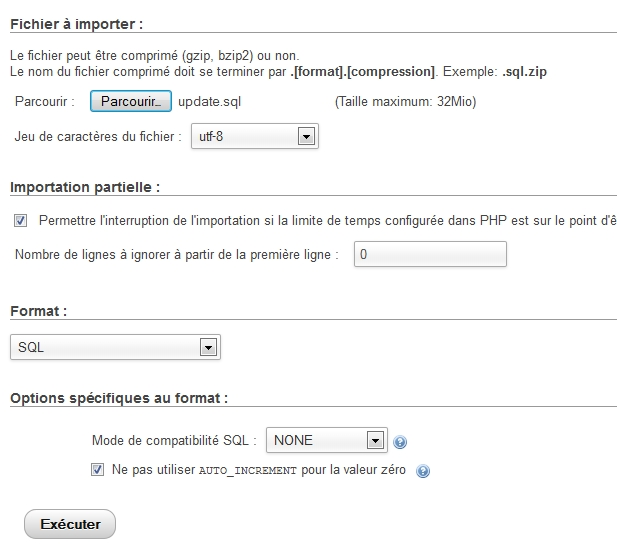 Fichier à importer :
Le fichier peut être comprimé (gzip, bzip2) ou non.
Le nom du fichier comprimé doit se terminer par .[format].[compression]. Exemple: .sql.zip
Parcourir : Parcourir... update.sql (Taille maximum: 32Mio)
Jeu de caractères du fichier : utf-8
Importation partielle :
Permettre l'interruption de l'importation si la limite de temps configurée dans PHP est sur le point d'ê
Nombre de lignes à ignorer à partir de la première ligne : 0
Format :
SQL
Options spécifiques au format :
Mode de compatibilité SQL : NONE
Ne pas utiliser AUTO_INCREMENT pour la valeur zéro
Exécuter